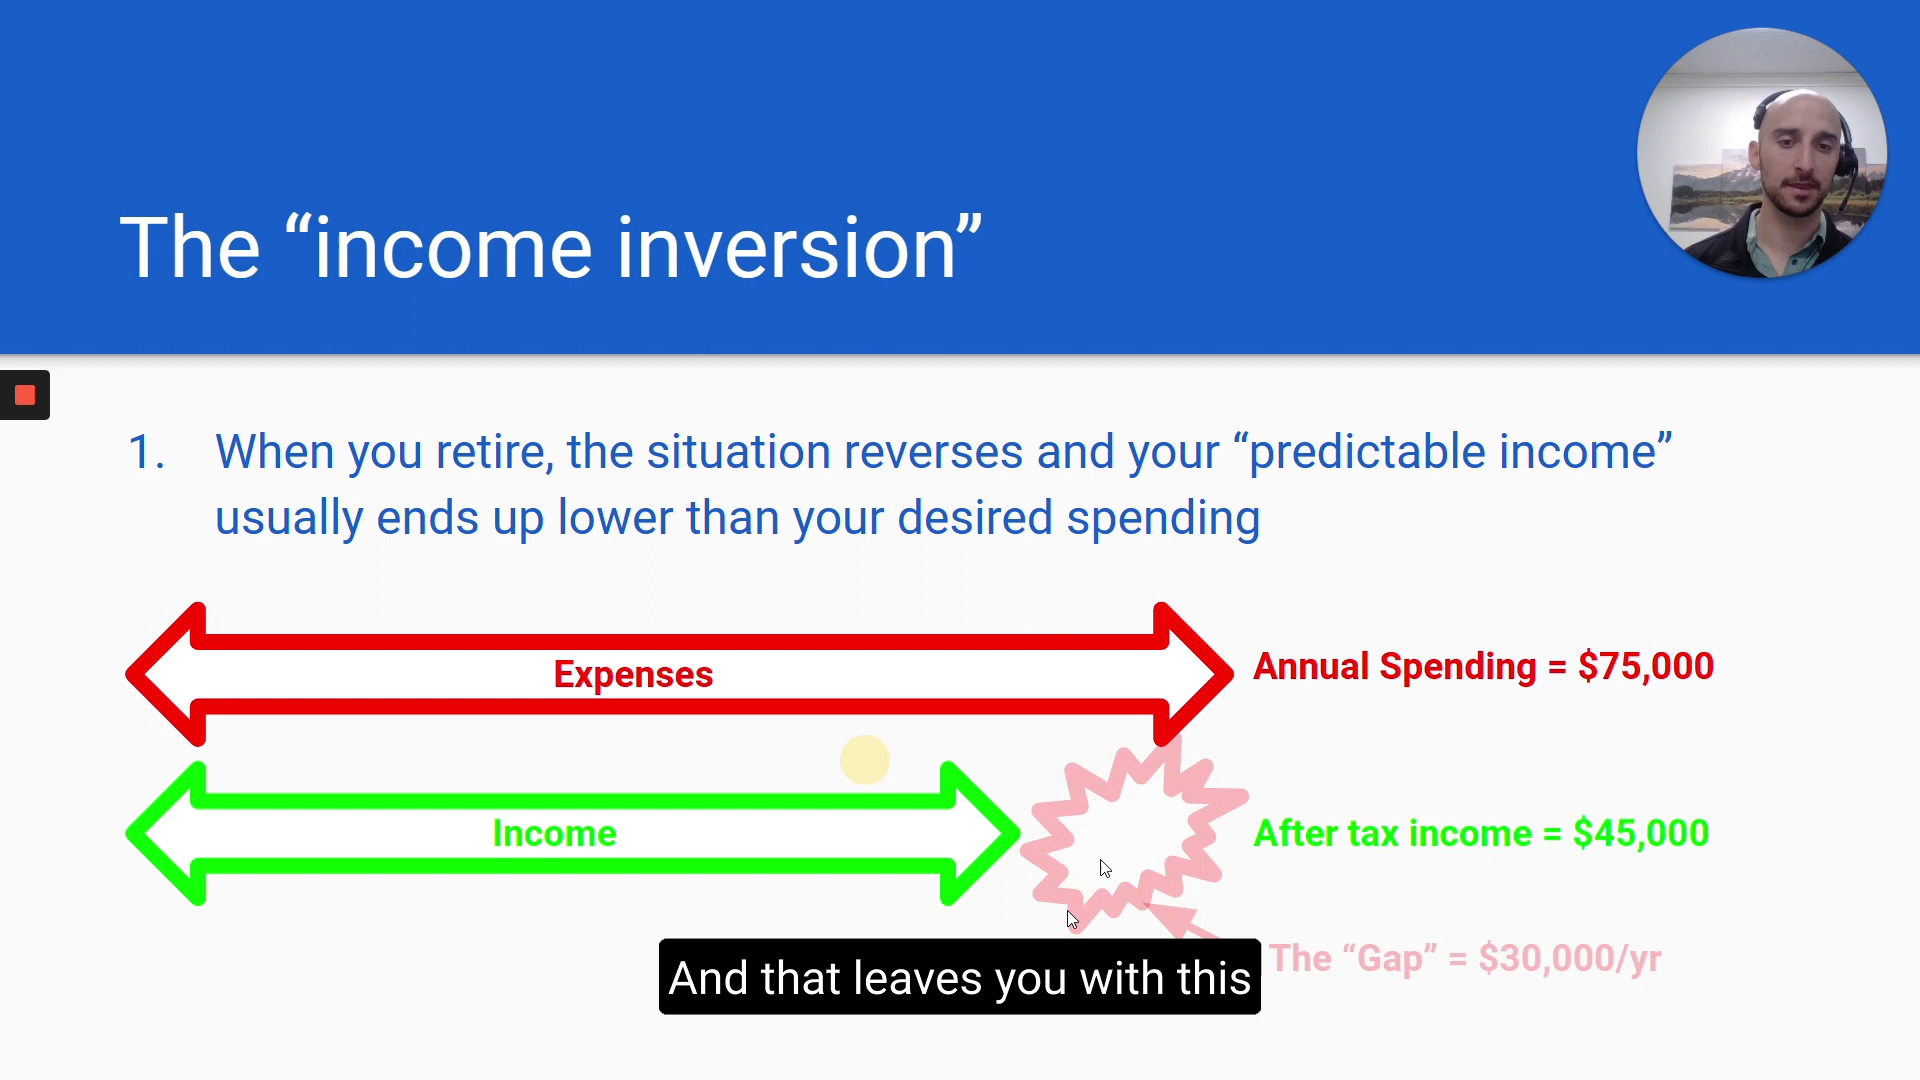 The “income inversion”
1. When you retire, the situation reverses and your “predictable income”
usually ends up lower than your desired spending
Expenses
Annual Spending = $75,000
Income
After tax income = $45,000
The “Gap” = $30,000/yr
And that leaves you with this